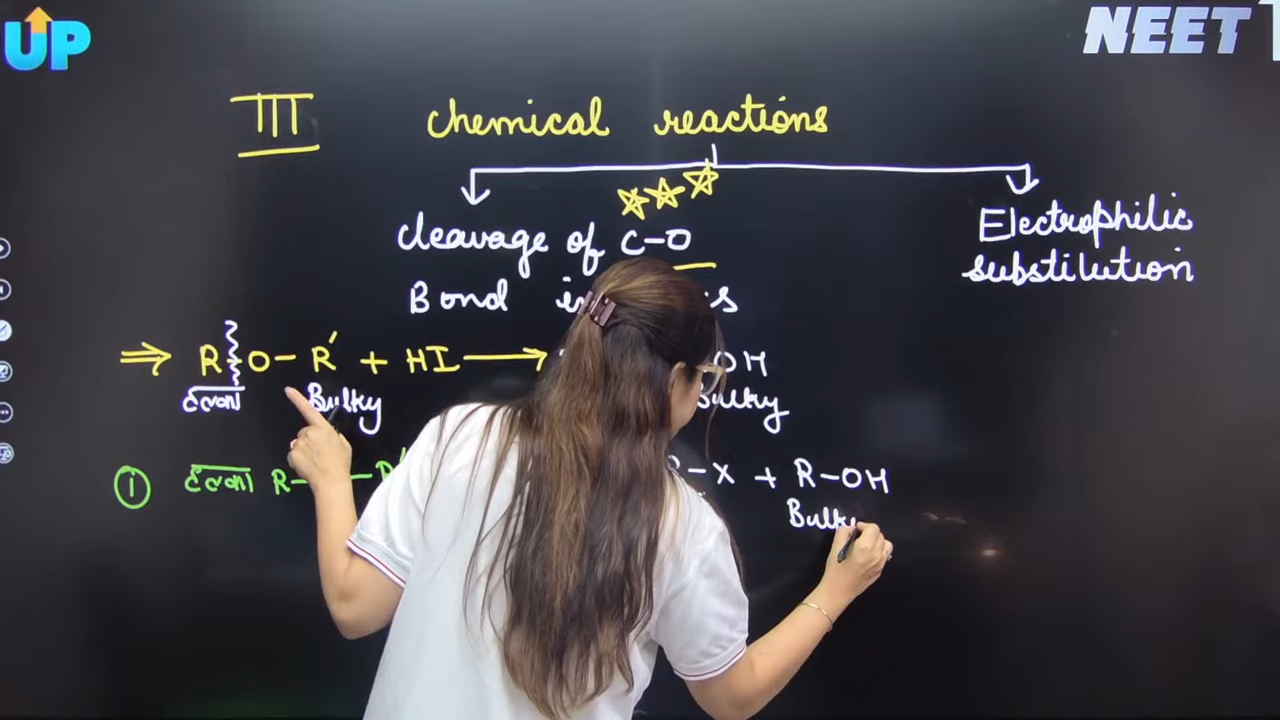 UP
NEET
III chemical reactions
cleavage of C-O
Bond
Electrophilic
substitution
⇒ R O - R' + HI → OH
छोटा Bulky Bulky
① छोटा R - R - X + R - OH
Bulky